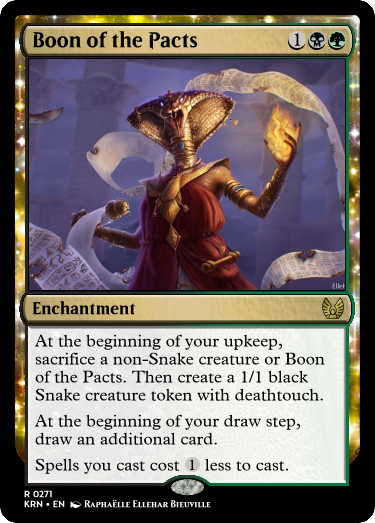 Boon of the Pacts 1
Elleh
Enchantment
At the beginning of your upkeep,
sacrifice a non-Snake creature or Boon
of the Pacts. Then create a 1/1 black
Snake creature token with deathtouch.
At the beginning of your draw step,
draw an additional card.
Spells you cast cost 1 less to cast.
R 0271
KRN • EN Raphaëlle Ellehar Bieuville